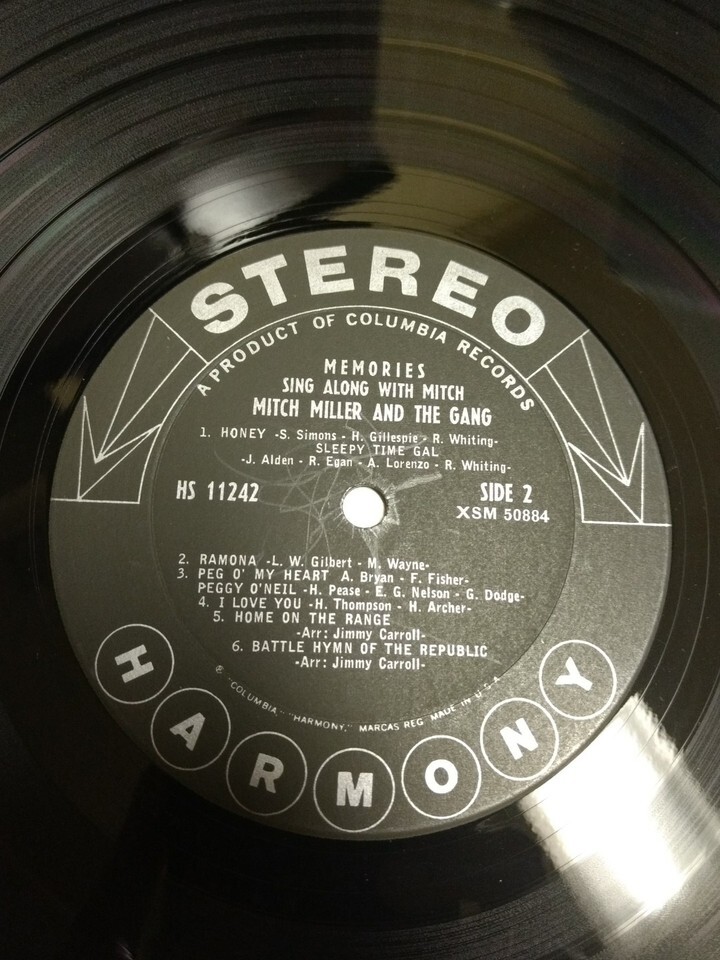 STEREO
A PRODUCT OF COLUMBIA RECORDS
MEMORIES
SING ALONG WITH MITCH
MITCH MILLER AND THE GANG
1. HONEY -S. Simons - H. Gillespie - R. Whiting-
SLEEPY TIME GAL
-J. Alden - R. Egan - A. Lorenzo - R. Whiting-
HS 11242 SIDE 2
XSM 50884
2. RAMONA -L. W. Gilbert - M. Wayne-
3. PEG O' MY HEART A. Bryan - F. Fisher-
PEGGY O'NEIL -H. Pease - E. G. Nelson - G. Dodge-
4. I LOVE YOU -H. Thompson - H. Archer-
5. HOME ON THE RANGE
-Arr: Jimmy Carroll-
6. BATTLE HYMN OF THE REPUBLIC
-Arr: Jimmy Carroll-
® "COLUMBIA," "HARMONY," MARCAS REG. MADE IN U.S.A.
HARMONY